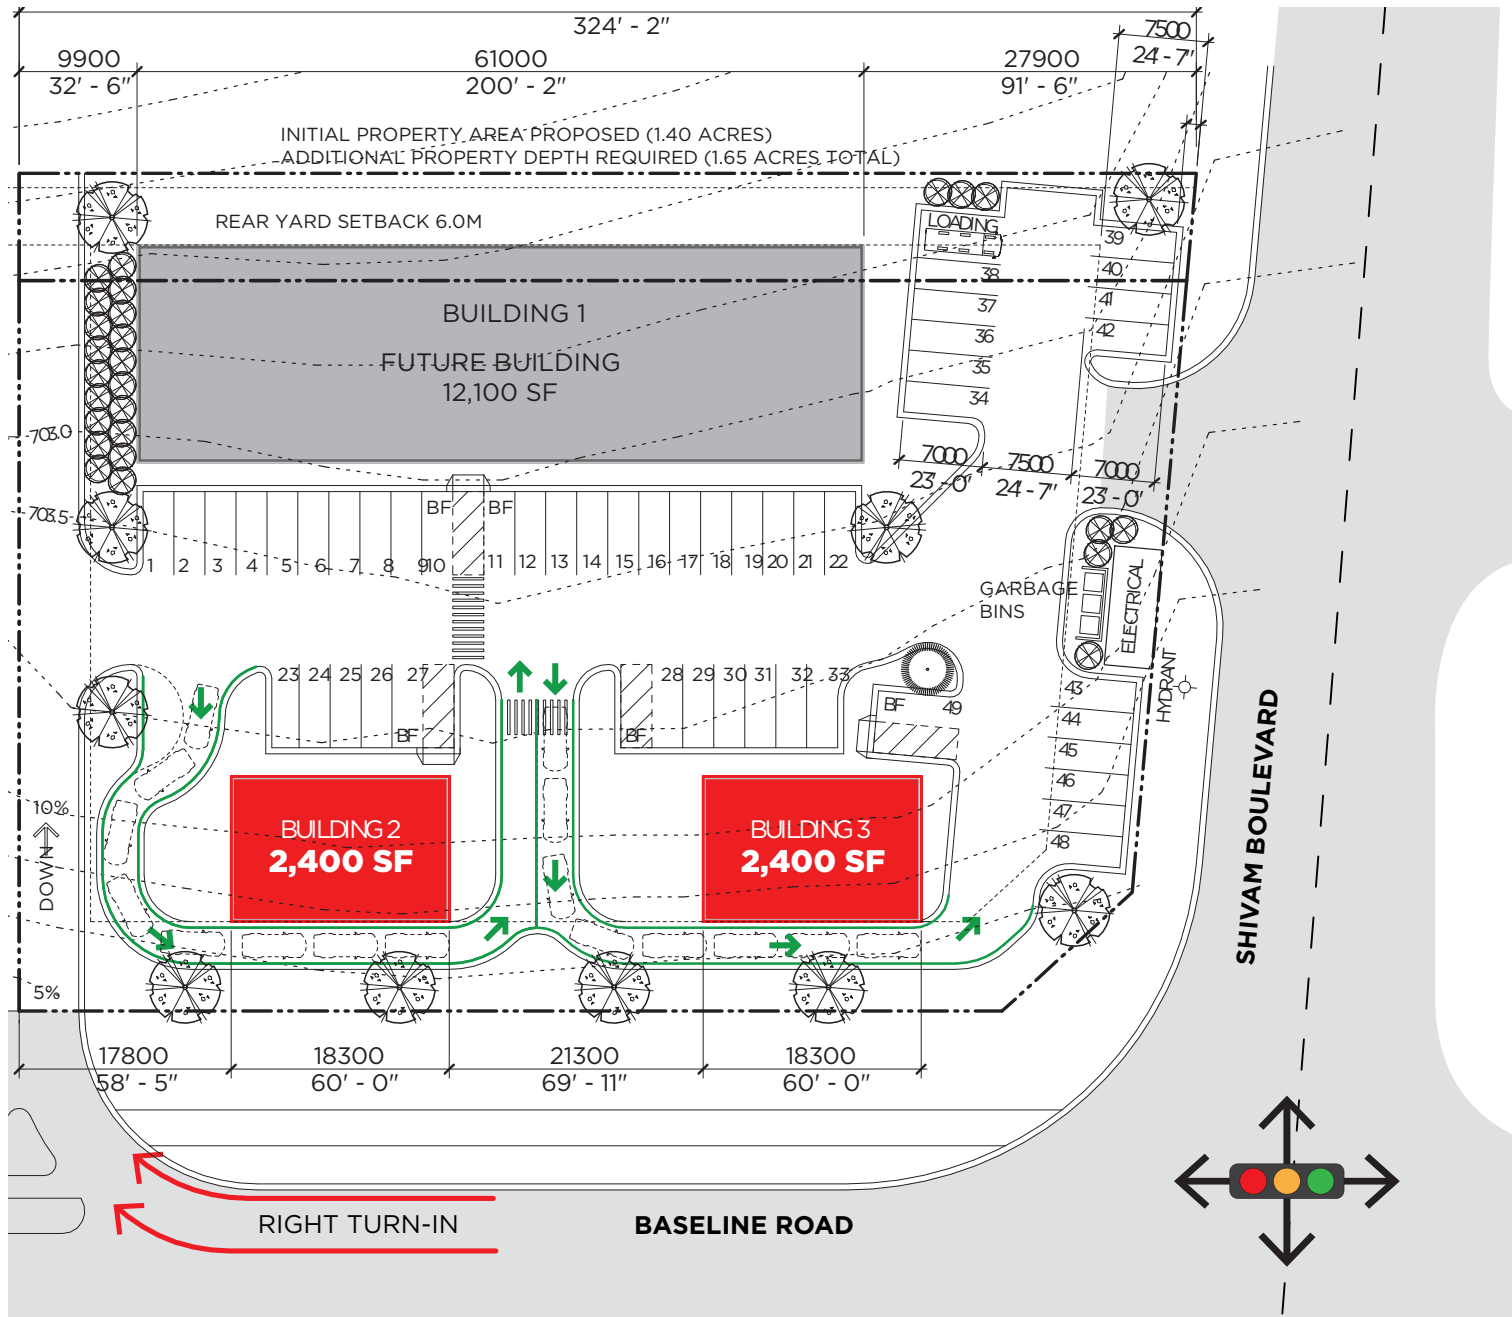 324' - 2"
7500
24' - 7"
9900
61000
27900
32' - 6"
200' - 2"
91' - 6"
INITIAL PROPERTY AREA PROPOSED (1.40 ACRES)
ADDITIONAL PROPERTY DEPTH REQUIRED (1.65 ACRES TOTAL)
REAR YARD SETBACK 6.0M
LOADING
39
38
40
37
41
36
42
35
34
BUILDING 1
FUTURE BUILDING
12,100 SF
703.0
703.5
7000
7500
7000
23' - 0"
24' - 7"
23' - 0"
BF
BF
1 2 3 4 5 6 7 8 9 10 11 12 13 14 15 16 17 18 19 20 21 22
GARBAGE
BINS
ELECTRICAL
HYDRANT
23 24 25 26 27
28 29 30 31 32 33
BF
BF
BF
49
43
44
45
46
47
48
10%
DOWN
5%
BUILDING 2
2,400 SF
BUILDING 3
2,400 SF
SHIVAM BOULEVARD
17800
18300
21300
18300
58' - 5"
60' - 0"
69' - 11"
60' - 0"
RIGHT TURN-IN
BASELINE ROAD